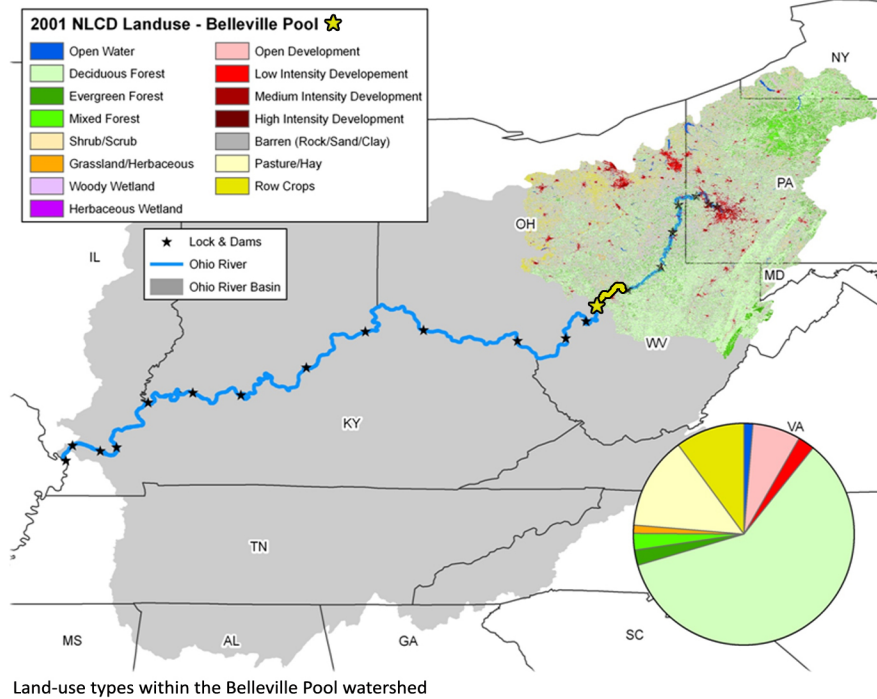 2001 NLCD Landuse - Belleville Pool
Open Water
Deciduous Forest
Evergreen Forest
Mixed Forest
Shrub/Scrub
Grassland/Herbaceous
Woody Wetland
Herbaceous Wetland
Open Development
Low Intensity Developement
Medium Intensity Development
High Intensity Development
Barren (Rock/Sand/Clay)
Pasture/Hay
Row Crops
Lock & Dams
Ohio River
Ohio River Basin
NY
PA
OH
IL
MD
WV
KY
VA
TN
MS
AL
GA
SC
Land-use types within the Belleville Pool watershed